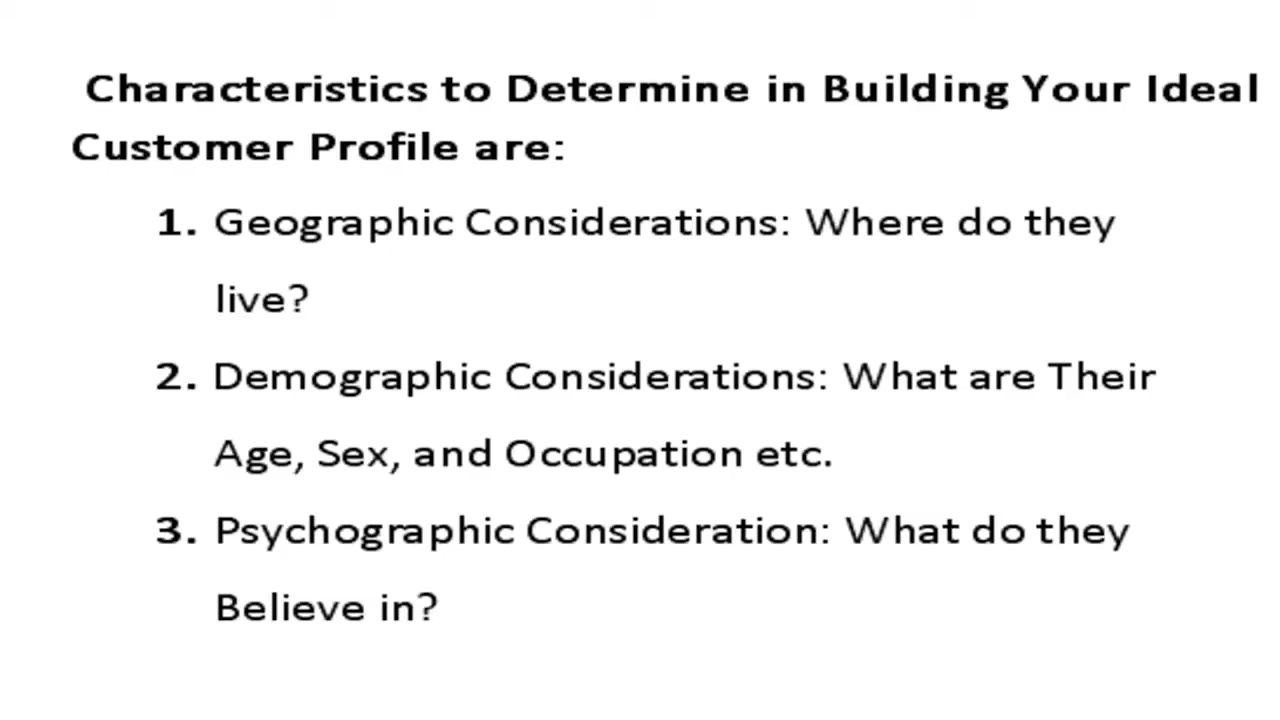 Characteristics to Determine in Building Your Ideal
Customer Profile are:
1. Geographic Considerations: Where do they
live?
2. Demographic Considerations: What are Their
Age, Sex, and Occupation etc.
3. Psychographic Consideration: What do they
Believe in?